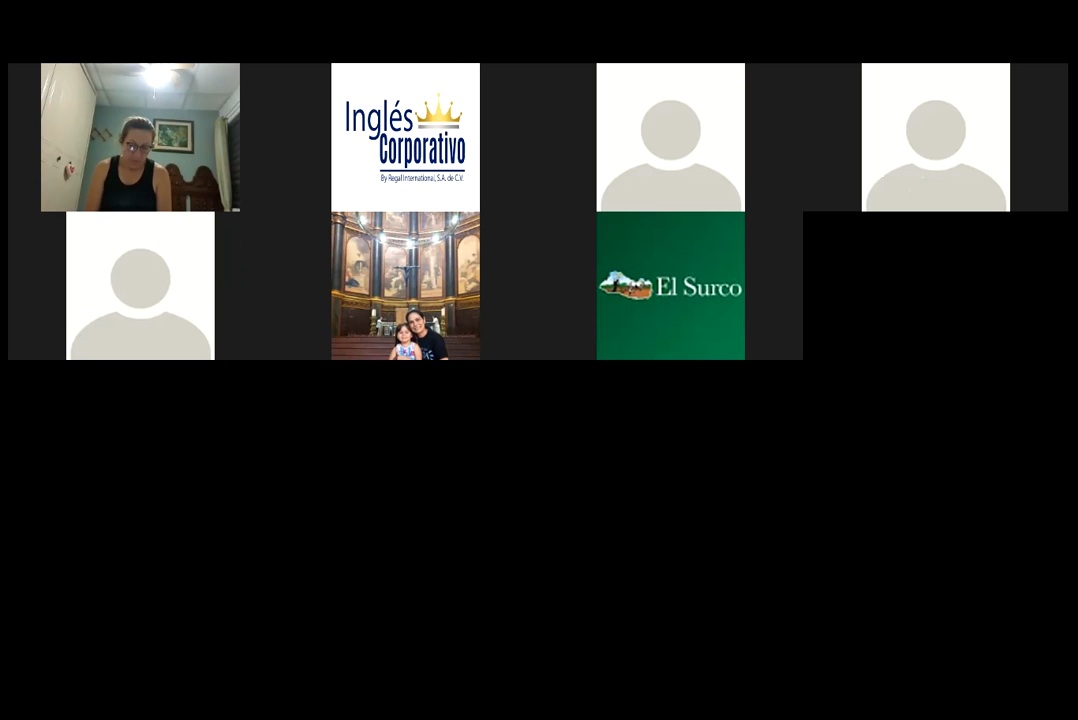 Inglés
Corporativo
By Regal International, S.A. de C.V.
El Surco